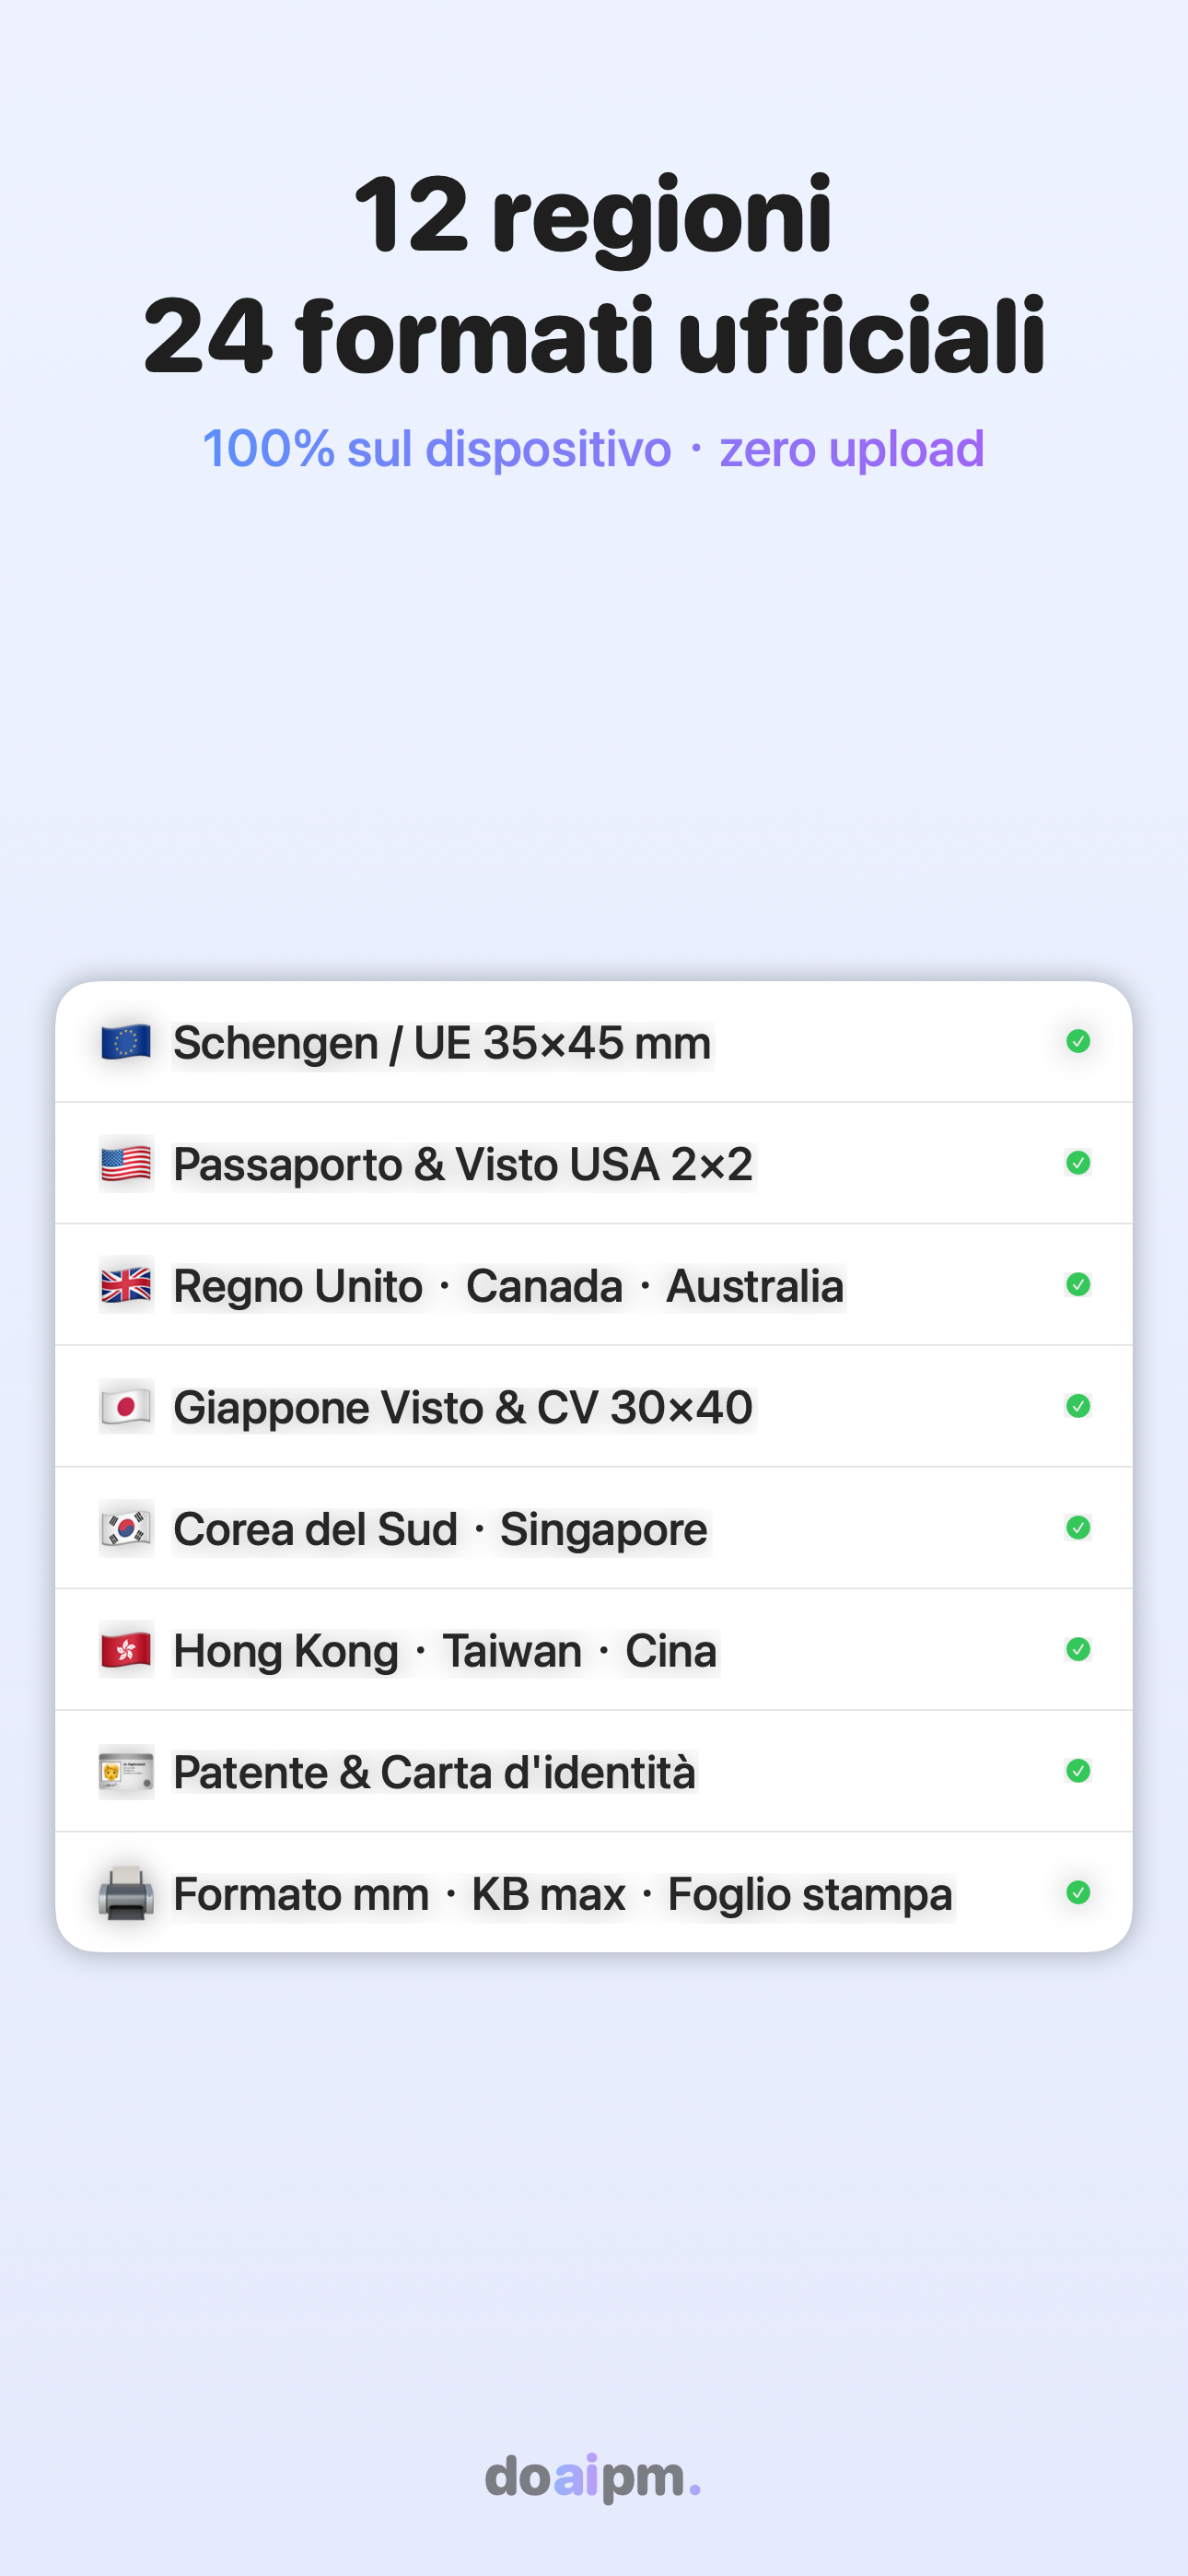 12 regioni
24 formati ufficiali
100% sul dispositivo · zero upload
Schengen / UE 35×45 mm
Passaporto & Visto USA 2×2
Regno Unito · Canada · Australia
Giappone Visto & CV 30×40
Corea del Sud · Singapore
Hong Kong · Taiwan · Cina
Patente & Carta d'identità
Formato mm · KB max · Foglio stampa
doaipm.